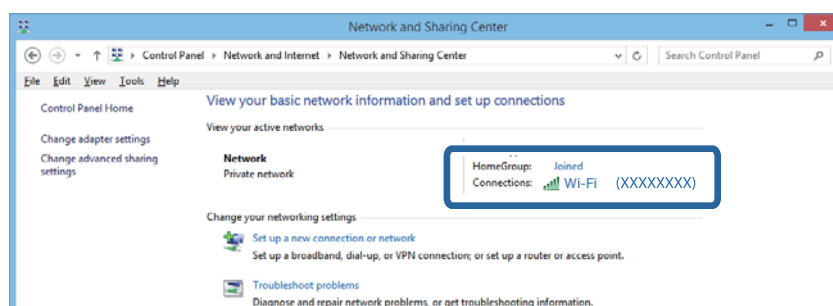 Network and Sharing Center
Control Panel Network and Internet Network and Sharing Center Search Control Panel
File Edit View Tools Help
Control Panel Home
Change adapter settings
Change advanced sharing
settings
View your basic network information and set up connections
View your active networks
Network
Private network
HomeGroup: Joined
Connections: Wi-Fi (XXXXXXXX)
Change your networking settings
Set up a new connection or network
Set up a broadband, dial-up, or VPN connection; or set up a router or access point.
Troubleshoot problems
Diagnose and repair network problems, or get troubleshooting information.